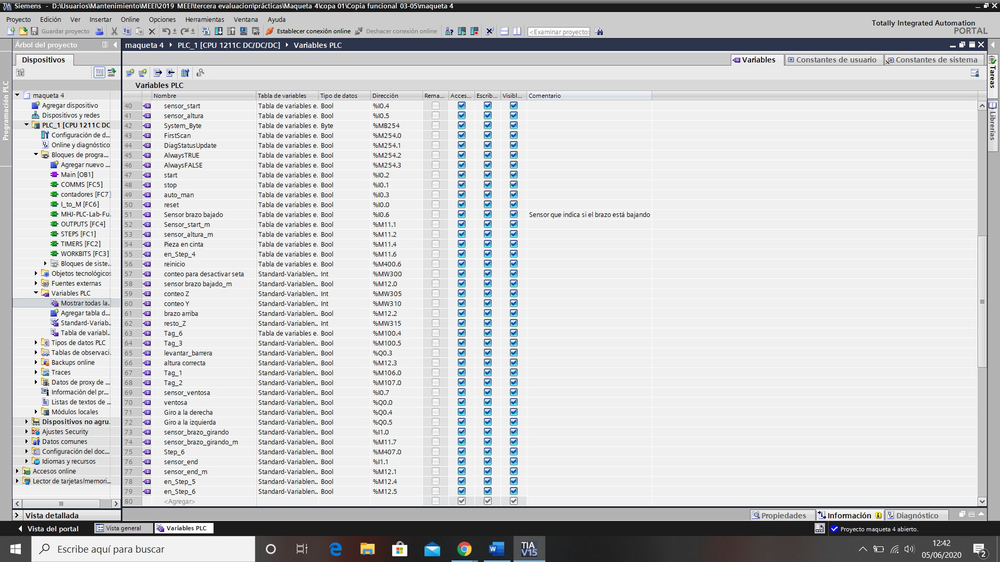 Siemens - D:\Usuarios\Mantenimiento\MEEI\2019 MEEI\tercera evaluacion\prácticas\Maqueta 4\copa 01\Copia funcional 03-05\maqueta 4
Proyecto Edición Ver Insertar Online Opciones Herramientas Ventana Ayuda
Totally Integrated Automation
PORTAL
Guardar proyecto Establecer conexión online Deshacer conexión online <Examinar proyecto>
Árbol del proyecto
maqueta 4 PLC_1 [CPU 1211C DC/DC/DC] Variables PLC
Dispositivos
Variables Constantes de usuario Constantes de sistema
Programación PLC
Tareas
Librerías
maqueta 4
Agregar dispositivo
Dispositivos y redes
PLC_1 [CPU 1211C DC
Configuración de d...
Online y diagnóstico
Bloques de progra...
Agregar nuevo ...
Main [OB1]
COMMS [FC5]
contadores [FC7]
I_to_M [FC6]
MHJ-PLC-Lab-Fu.
OUTPUTS [FC4]
STEPS [FC1]
TIMERS [FC2]
WORKBITS [FC3]
Bloques de siste..
Objetos tecnológicos
Fuentes externas
Variables PLC
Mostrar todas la.
Agregar tabla d...
Standard-Variab..
Tabla de variabl..
Tipos de datos PLC
Tablas de observaci.
Backups online
Traces
Datos de proxy de ...
Información del pr...
Listas de textos de ...
Módulos locales
Dispositivos no agru.
Ajustes Security
Datos comunes
Configuración del doc...
Idiomas y recursos
Accesos online
Lector de tarjetas/memori...
Vista detallada
Variables PLC
Nombre Tabla de variables Tipo de datos Dirección Rema... Acces... Escrib... Visibl... Comentario
40 sensor_start Tabla de variables e. Bool %I0.4
41 sensor_altura Tabla de variables e. Bool %I0.5
42 System_Byte Tabla de variables e. Byte %MB254
43 FirstScan Tabla de variables e. Bool %M254.0
44 DiagStatusUpdate Tabla de variables e. Bool %M254.1
45 AlwaysTRUE Tabla de variables e. Bool %M254.2
46 AlwaysFALSE Tabla de variables e. Bool %M254.3
47 start Tabla de variables e. Bool %I0.2
48 stop Tabla de variables e. Bool %I0.1
49 auto_man Tabla de variables e. Bool %I0.3
50 reset Tabla de variables e. Bool %I0.0
51 Sensor brazo bajado Tabla de variables e. Bool %I0.6 Sensor que indica si el brazo está bajando
52 Sensor_start_m Tabla de variables e. Bool %M11.1
53 sensor_altura_m Tabla de variables e. Bool %M11.2
54 Pieza en cinta Tabla de variables e. Bool %M11.4
55 en_Step_4 Tabla de variables e. Bool %M11.6
56 reinicio Tabla de variables e. Bool %M400.6
57 conteo para desactivar seta Standard-Variablen.. Int %MW300
58 sensor brazo bajado_m Standard-Variablen.. Bool %M12.0
59 conteo Z Standard-Variablen.. Int %MW305
60 conteo Y Standard-Variablen.. Int %MW310
61 brazo arriba Standard-Variablen.. Bool %M12.2
62 resto_Z Standard-Variablen.. Int %MW315
63 Tag_6 Tabla de variables e. Bool %M100.4
64 Tag_3 Standard-Variablen.. Bool %M100.5
65 levantar_barrera Standard-Variablen.. Bool %Q0.3
66 altura correcta Standard-Variablen.. Bool %M12.3
67 Tag_1 Standard-Variablen.. Bool %M106.0
68 Tag_2 Standard-Variablen.. Bool %M107.0
69 sensor_ventosa Standard-Variablen.. Bool %I0.7
70 ventosa Standard-Variablen.. Bool %Q0.0
71 Giro a la derecha Standard-Variablen.. Bool %Q0.4
72 Giro a la izquierda Standard-Variablen.. Bool %Q0.5
73 sensor_brazo_girando Standard-Variablen.. Bool %I1.0
74 sensor_brazo_girando_m Standard-Variablen.. Bool %M11.7
75 Step_6 Standard-Variablen.. Bool %M407.0
76 sensor_end Standard-Variablen.. Bool %I1.1
77 sensor_end_m Standard-Variablen.. Bool %M12.1
78 en_Step_5 Standard-Variablen.. Bool %M12.4
79 en_Step_6 Standard-Variablen.. Bool %M12.5
80 <Agregar>
Propiedades Información Diagnóstico
Vista del portal Vista general Variables PLC Proyecto maqueta 4 abierto.
Escribe aquí para buscar
TIA V15
12:42
05/06/2020
2